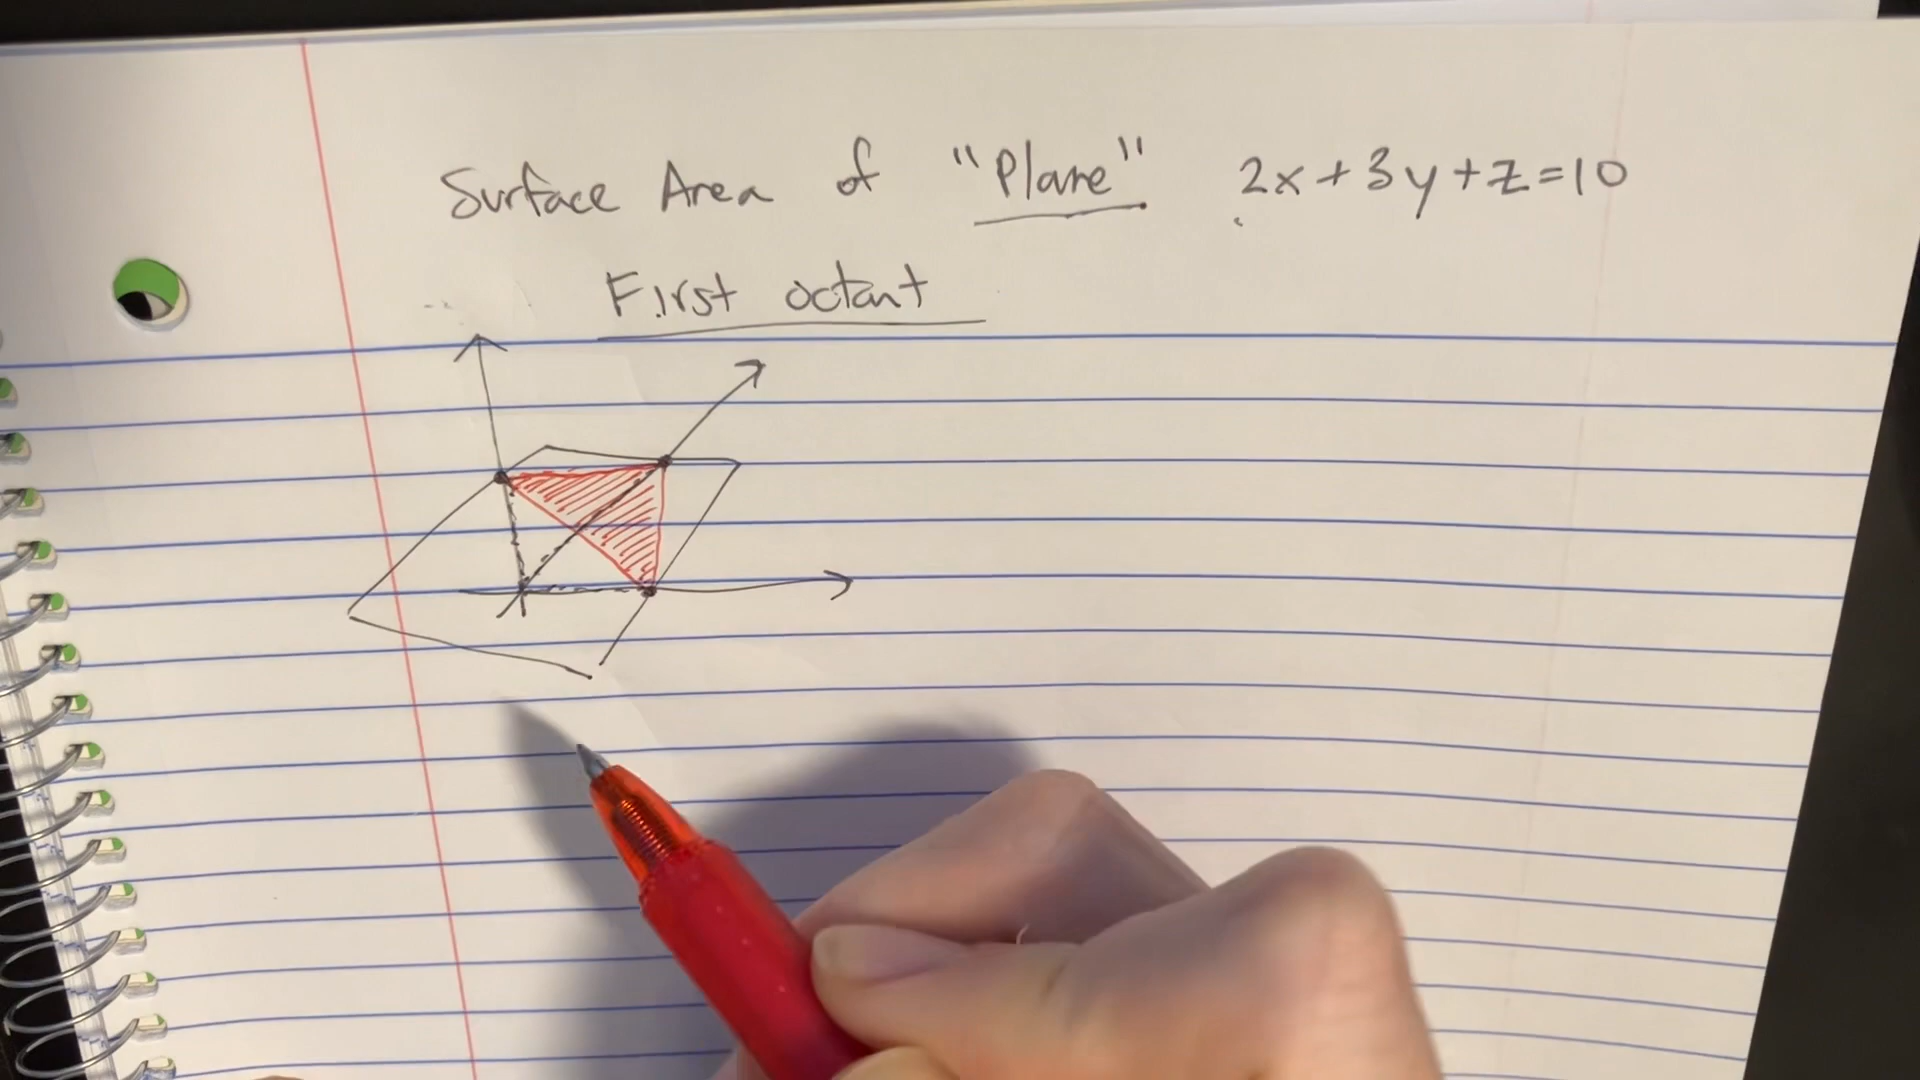 Surface Area of "Plane" 2x+3y+z=10
First octant